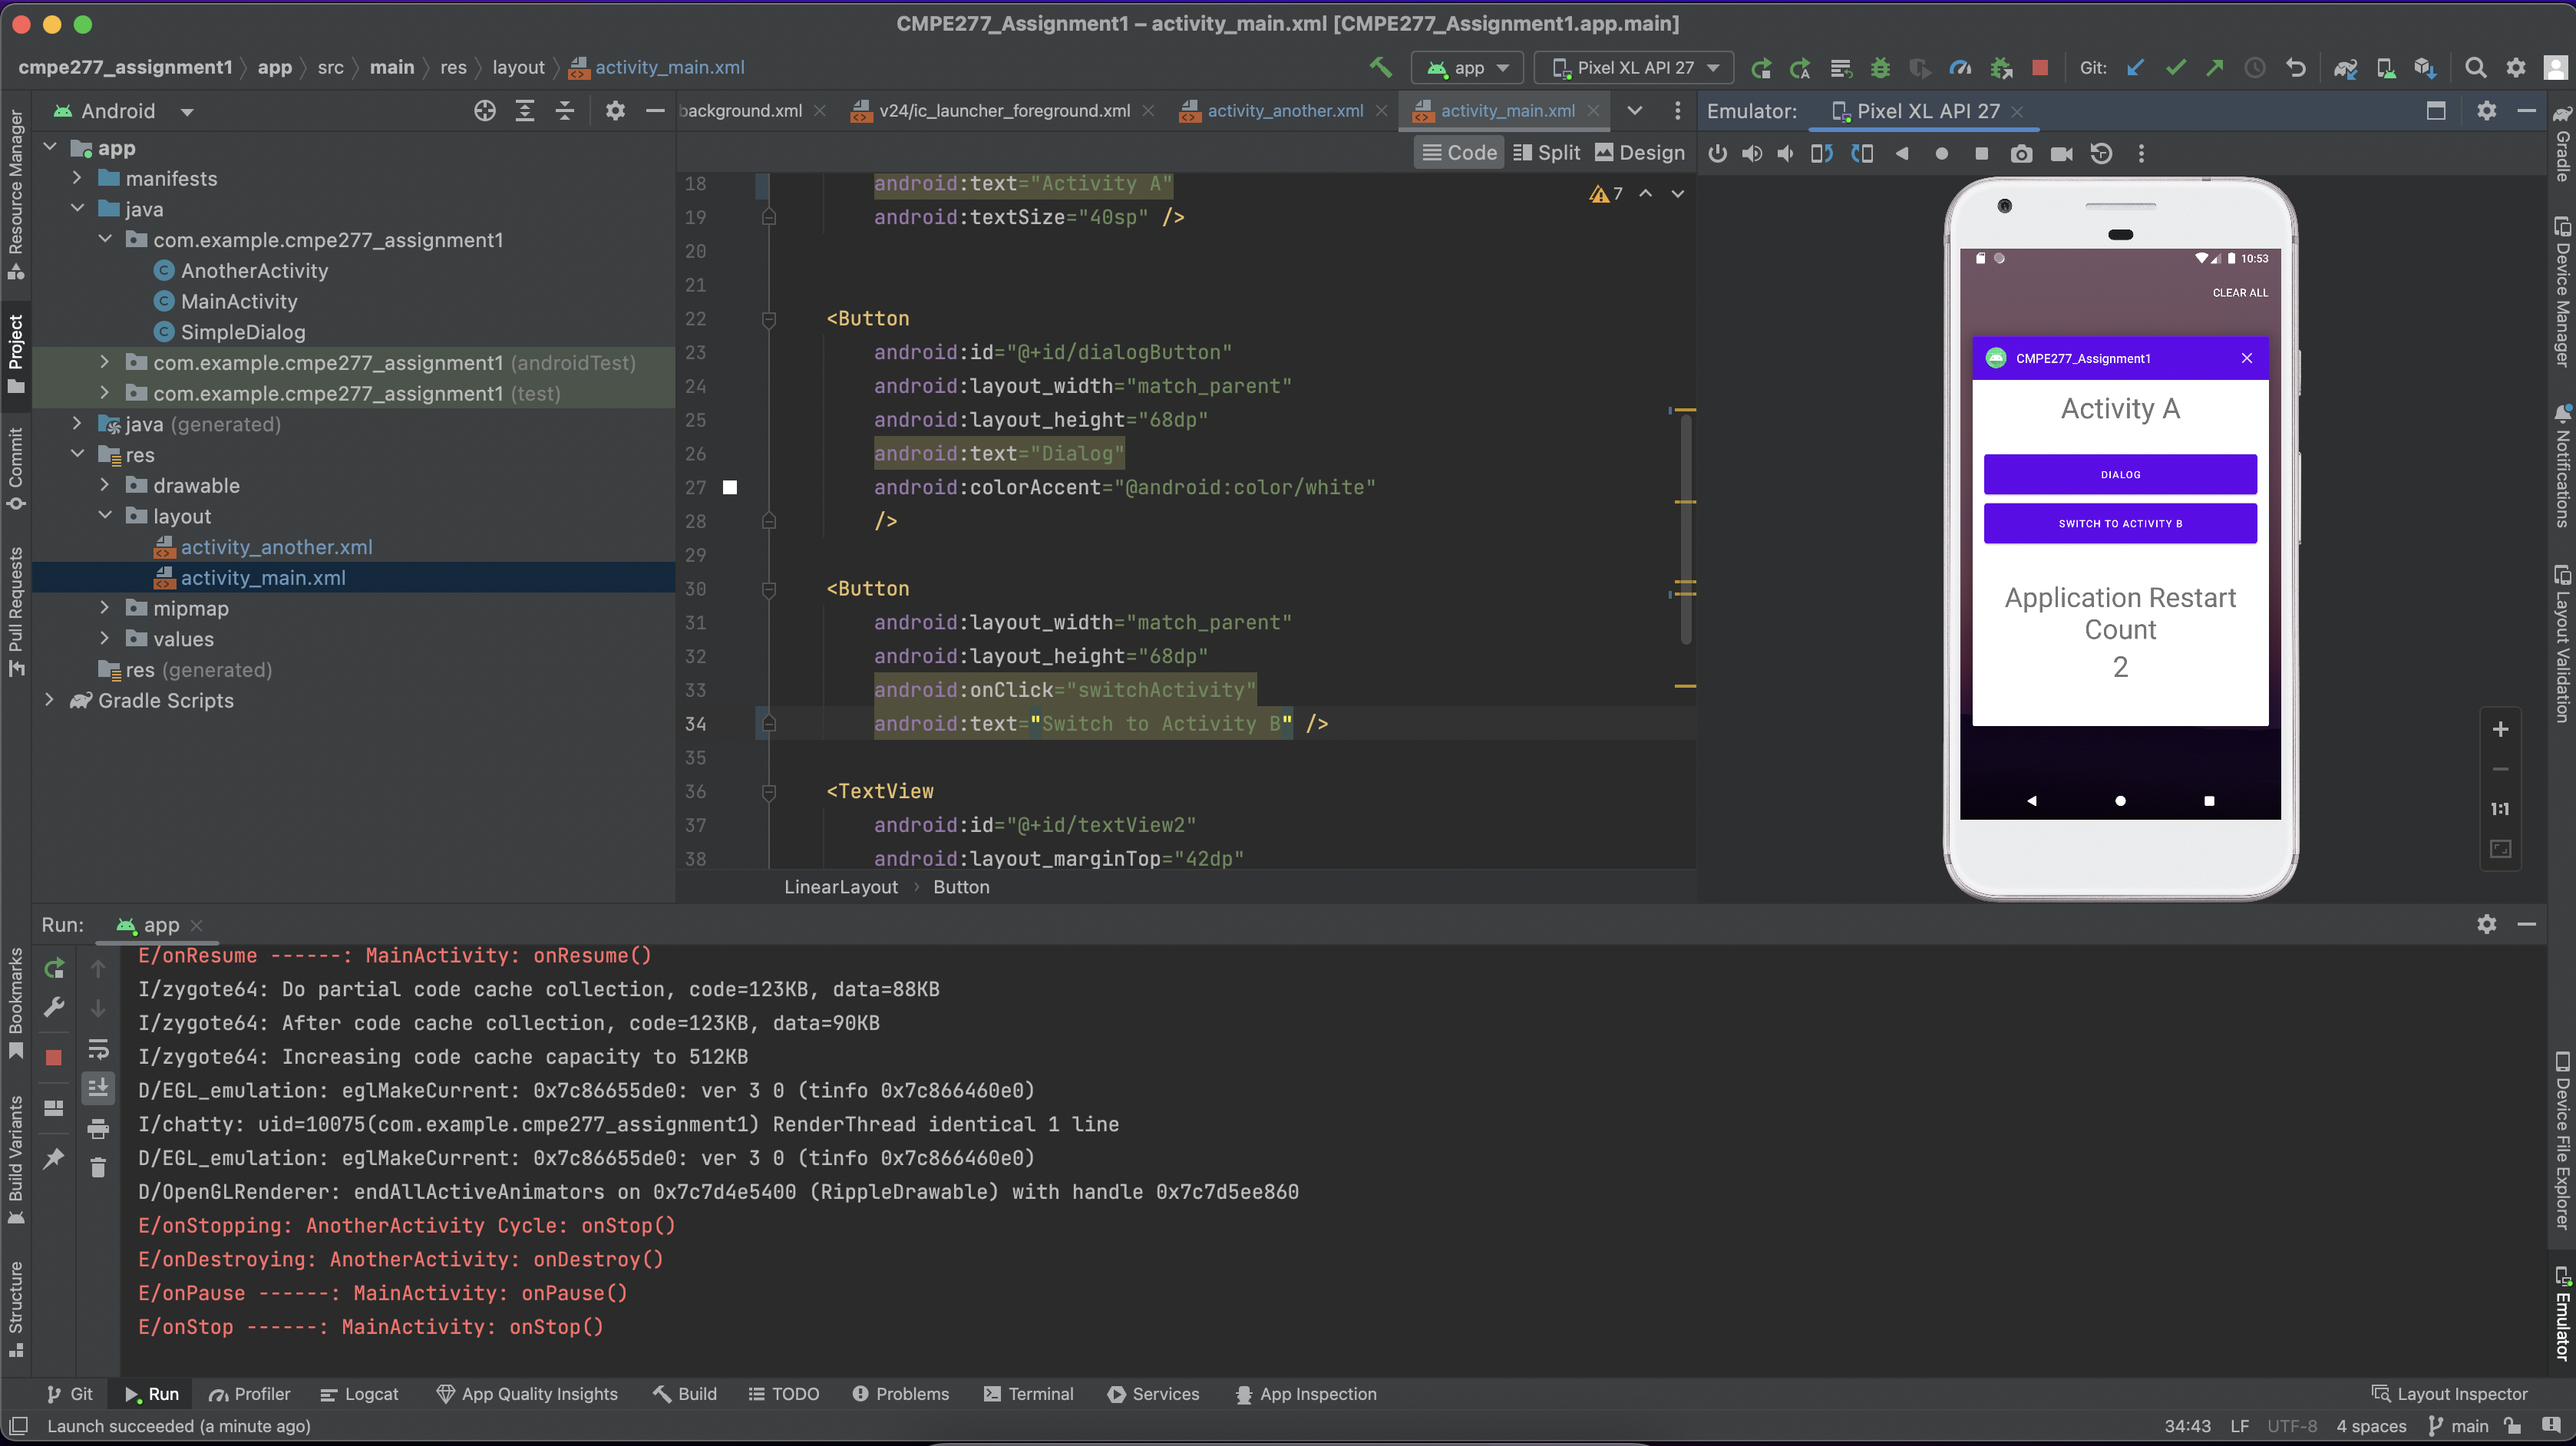 CMPE277_Assignment1 – activity_main.xml [CMPE277_Assignment1.app.main]
cmpe277_assignment1 〉 app 〉 src 〉 main 〉 res 〉 layout 〉 activity_main.xml
app
Pixel XL API 27
Git:
Android
background.xml
v24/ic_launcher_foreground.xml
activity_another.xml
activity_main.xml
Emulator:
Pixel XL API 27
Code
Split
Design
Resource Manager
Project
Commit
Pull Requests
Bookmarks
Build Variants
Structure
app
manifests
java
com.example.cmpe277_assignment1
AnotherActivity
MainActivity
SimpleDialog
com.example.cmpe277_assignment1 (androidTest)
com.example.cmpe277_assignment1 (test)
java (generated)
res
drawable
layout
activity_another.xml
activity_main.xml
mipmap
values
res (generated)
Gradle Scripts
7
18 android:text="Activity A"
19 android:textSize="40sp" />
20
21
22 <Button
23 android:id="@+id/dialogButton"
24 android:layout_width="match_parent"
25 android:layout_height="68dp"
26 android:text="Dialog"
27 android:colorAccent="@android:color/white"
28 />
29
30 <Button
31 android:layout_width="match_parent"
32 android:layout_height="68dp"
33 android:onClick="switchActivity"
34 android:text="Switch to Activity B" />
35
36 <TextView
37 android:id="@+id/textView2"
38 android:layout_marginTop="42dp"
LinearLayout › Button
10:53
CLEAR ALL
CMPE277_Assignment1
Activity A
DIALOG
SWITCH TO ACTIVITY B
Application Restart
Count
2
1:1
Gradle
Device Manager
Notifications
Layout Validation
Device File Explorer
Emulator
Run:
app
E/onResume ------: MainActivity: onResume()
I/zygote64: Do partial code cache collection, code=123KB, data=88KB
I/zygote64: After code cache collection, code=123KB, data=90KB
I/zygote64: Increasing code cache capacity to 512KB
D/EGL_emulation: eglMakeCurrent: 0x7c86655de0: ver 3 0 (tinfo 0x7c866460e0)
I/chatty: uid=10075(com.example.cmpe277_assignment1) RenderThread identical 1 line
D/EGL_emulation: eglMakeCurrent: 0x7c86655de0: ver 3 0 (tinfo 0x7c866460e0)
D/OpenGLRenderer: endAllActiveAnimators on 0x7c7d4e5400 (RippleDrawable) with handle 0x7c7d5ee860
E/onStopping: AnotherActivity Cycle: onStop()
E/onDestroying: AnotherActivity: onDestroy()
E/onPause ------: MainActivity: onPause()
E/onStop ------: MainActivity: onStop()
Git
Run
Profiler
Logcat
App Quality Insights
Build
TODO
Problems
Terminal
Services
App Inspection
Layout Inspector
Launch succeeded (a minute ago)
34:43
LF
UTF-8
4 spaces
main